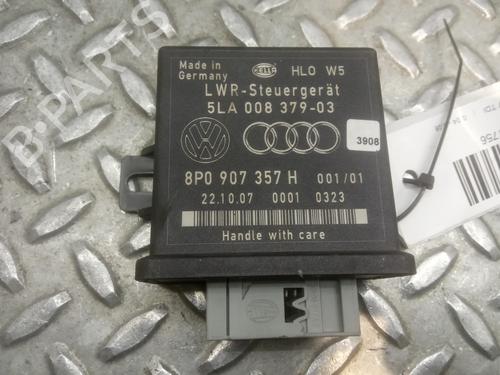 Made in
Germany
HELLA
HLO W5
LWR-Steuergerät
5LA 008 379-03
3908
8P0 907 357 H 001/01
22.10.07 0001 0323
Handle with care
B-Parts